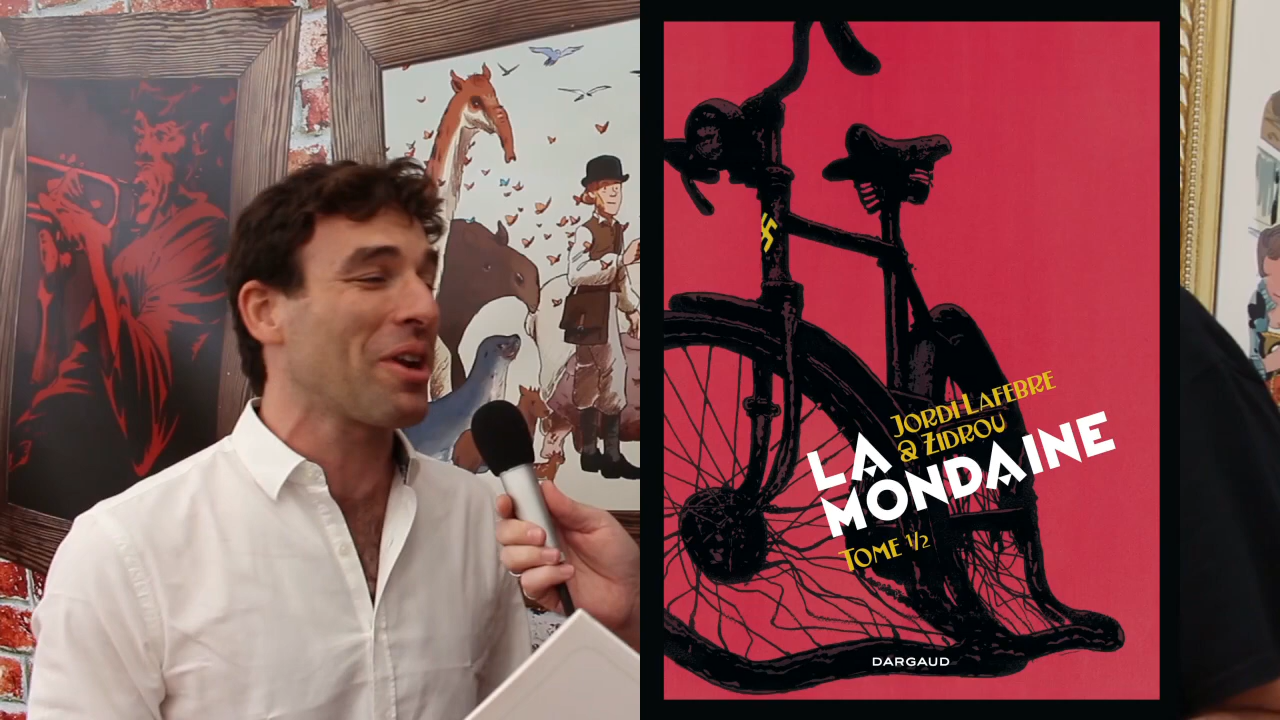 JORDI LAFEBRE
& ZIDROU
LA
MONDAINE
TOME 1/2
DARGAUD